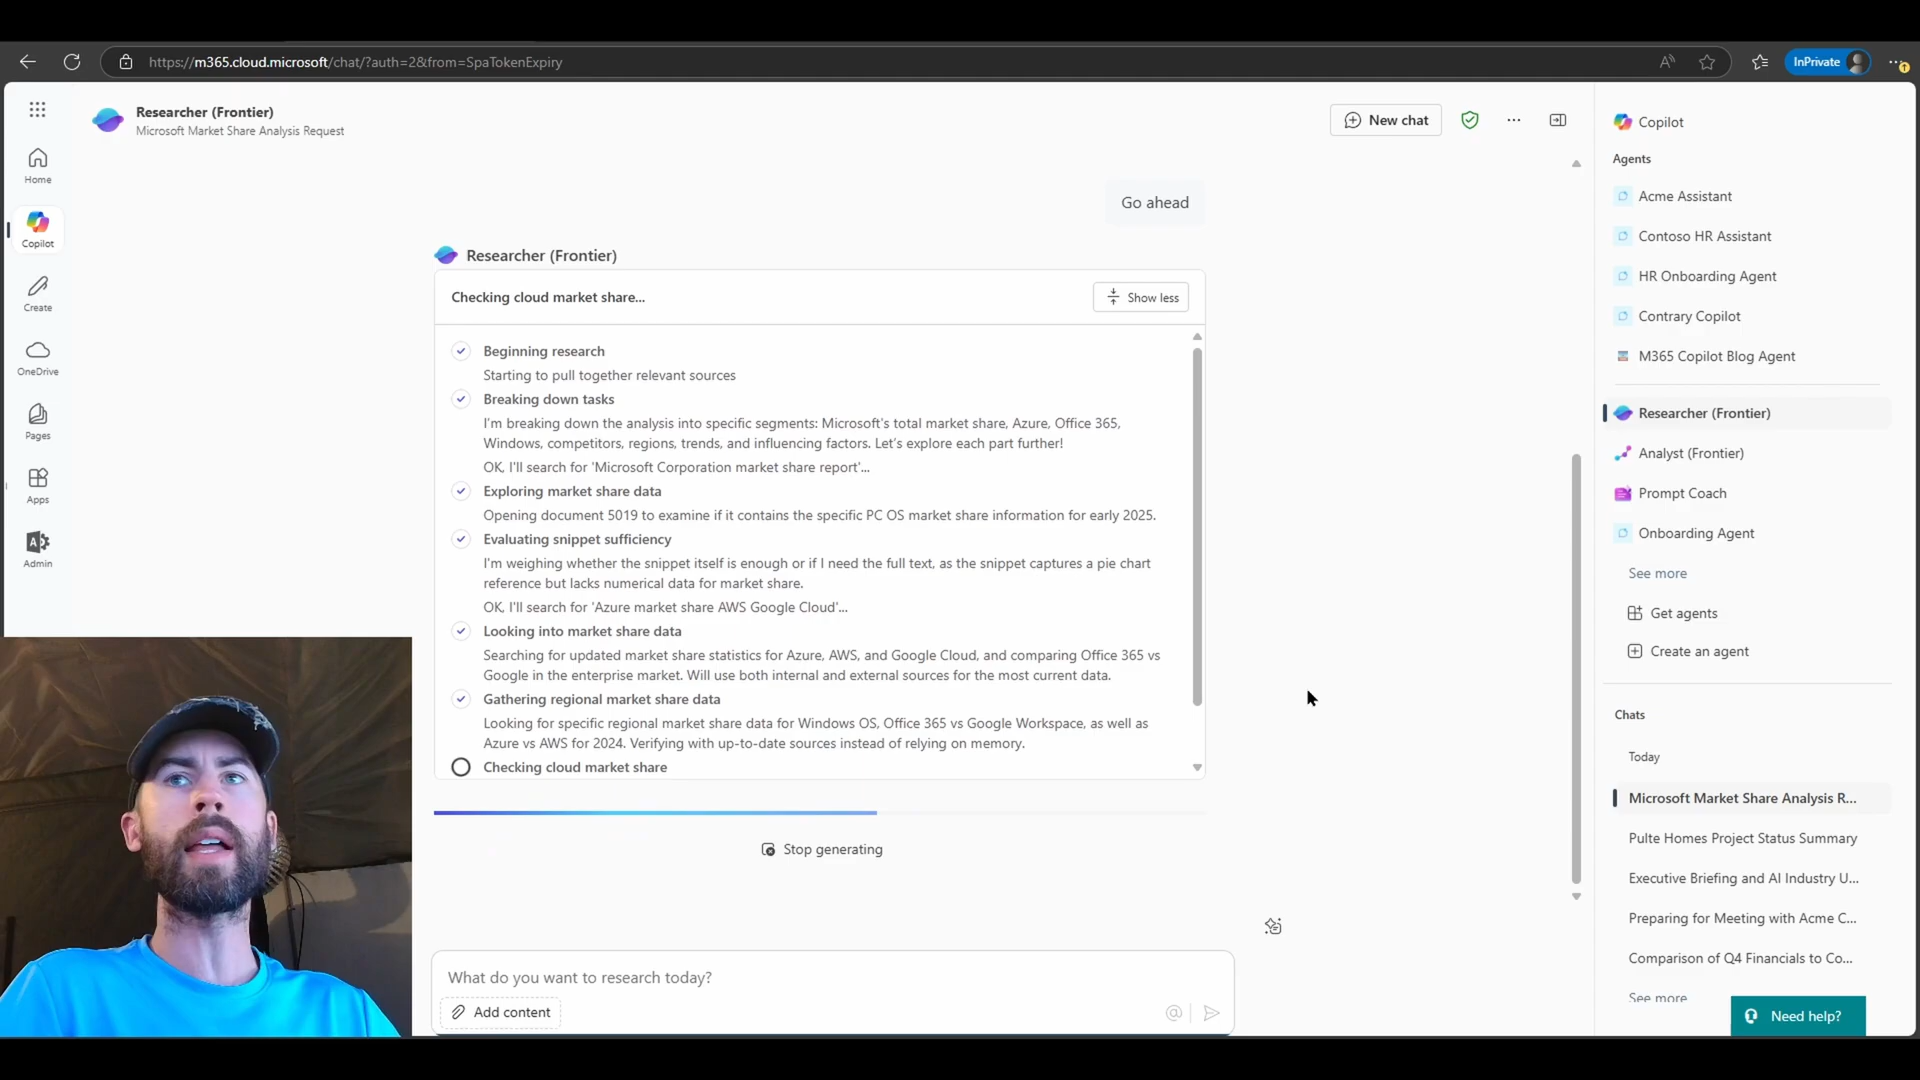 https://m365.cloud.microsoft/chat/?auth=2&from=SpaTokenExpiry
InPrivate
Researcher (Frontier)
Microsoft Market Share Analysis Request
New chat
Home
Copilot
Create
OneDrive
Pages
Apps
Admin
Go ahead
Researcher (Frontier)
Checking cloud market share...
Show less
Beginning research
Starting to pull together relevant sources
Breaking down tasks
I'm breaking down the analysis into specific segments: Microsoft's total market share, Azure, Office 365,
Windows, competitors, regions, trends, and influencing factors. Let's explore each part further!
OK, I'll search for 'Microsoft Corporation market share report'...
Exploring market share data
Opening document 5019 to examine if it contains the specific PC OS market share information for early 2025.
Evaluating snippet sufficiency
I'm weighing whether the snippet itself is enough or if I need the full text, as the snippet captures a pie chart
reference but lacks numerical data for market share.
OK, I'll search for 'Azure market share AWS Google Cloud'...
Looking into market share data
Searching for updated market share statistics for Azure, AWS, and Google Cloud, and comparing Office 365 vs
Google in the enterprise market. Will use both internal and external sources for the most current data.
Gathering regional market share data
Looking for specific regional market share data for Windows OS, Office 365 vs Google Workspace, as well as
Azure vs AWS for 2024. Verifying with up-to-date sources instead of relying on memory.
Checking cloud market share
Stop generating
What do you want to research today?
Add content
Copilot
Agents
Acme Assistant
Contoso HR Assistant
HR Onboarding Agent
Contrary Copilot
M365 Copilot Blog Agent
Researcher (Frontier)
Analyst (Frontier)
Prompt Coach
Onboarding Agent
See more
Get agents
Create an agent
Chats
Today
Microsoft Market Share Analysis R...
Pulte Homes Project Status Summary
Executive Briefing and AI Industry U...
Preparing for Meeting with Acme C...
Comparison of Q4 Financials to Co...
See more
Need help?